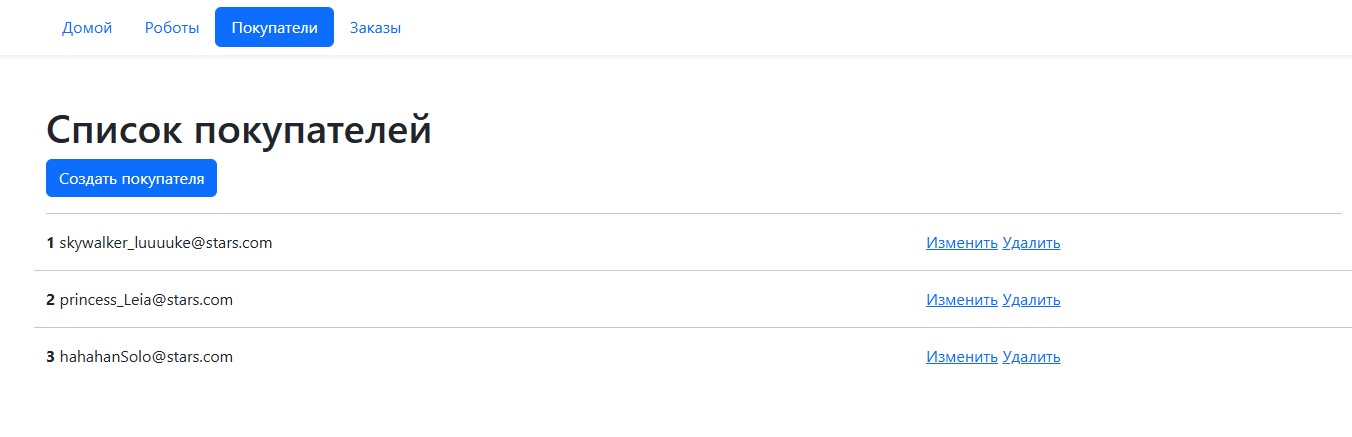 Домой Роботы Покупатели Заказы
Список покупателей
Создать покупателя
1 skywalker_luuuuke@stars.com Изменить Удалить
2 princess_Leia@stars.com Изменить Удалить
3 hahahanSolo@stars.com Изменить Удалить